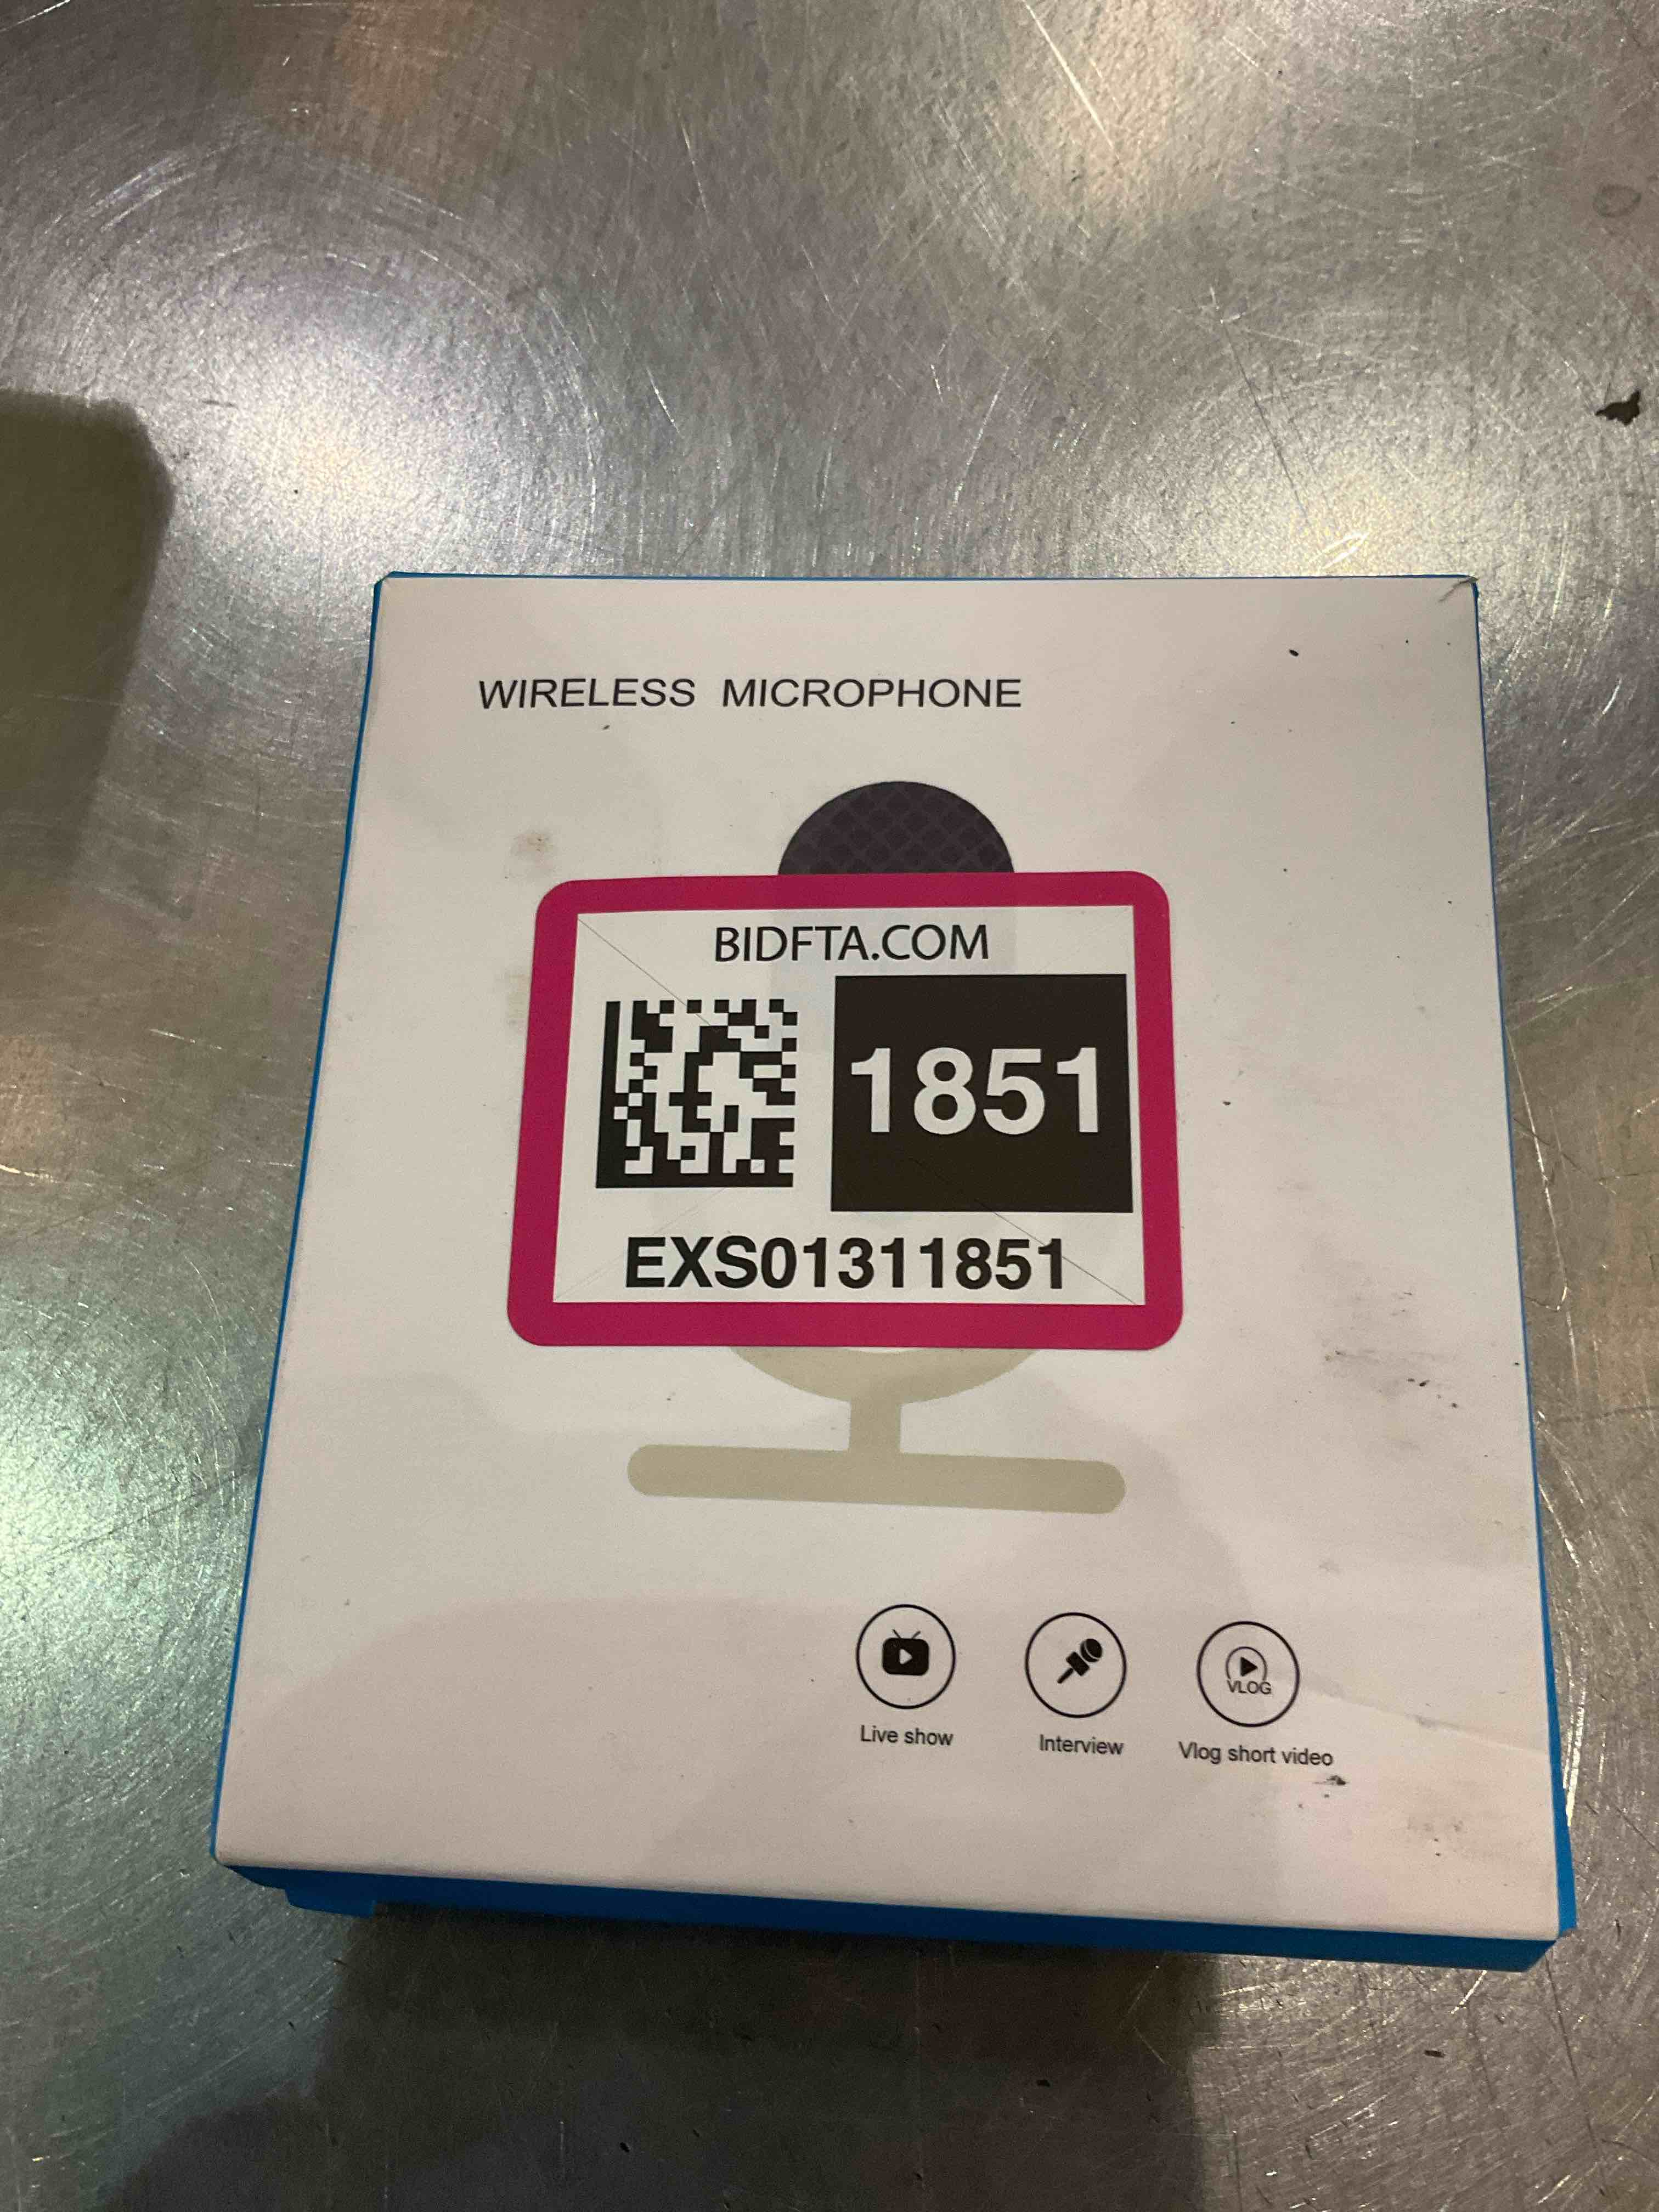 WIRELESS MICROPHONE
BIDFTA.COM
1851
EXS01311851
VLOG
Live show
Interview
Vlog short video